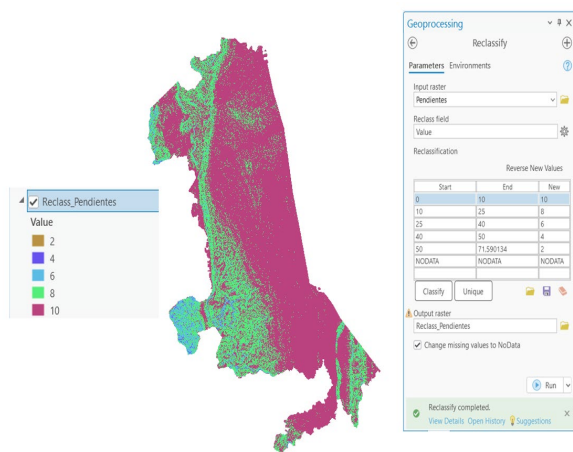 Reclass_Pendientes
Value
2
4
6
8
10
Geoprocessing
Reclassify
Parameters Environments
Input raster
Pendientes
Reclass field
Value
Reclassification
Reverse New Values
Start End New
0 10 10
10 25 8
25 40 6
40 50 4
50 71.590134 2
NODATA NODATA NODATA
Classify Unique
Output raster
Reclass_Pendientes
Change missing values to NoData
Run
Reclassify completed.
View Details Open History Suggestions